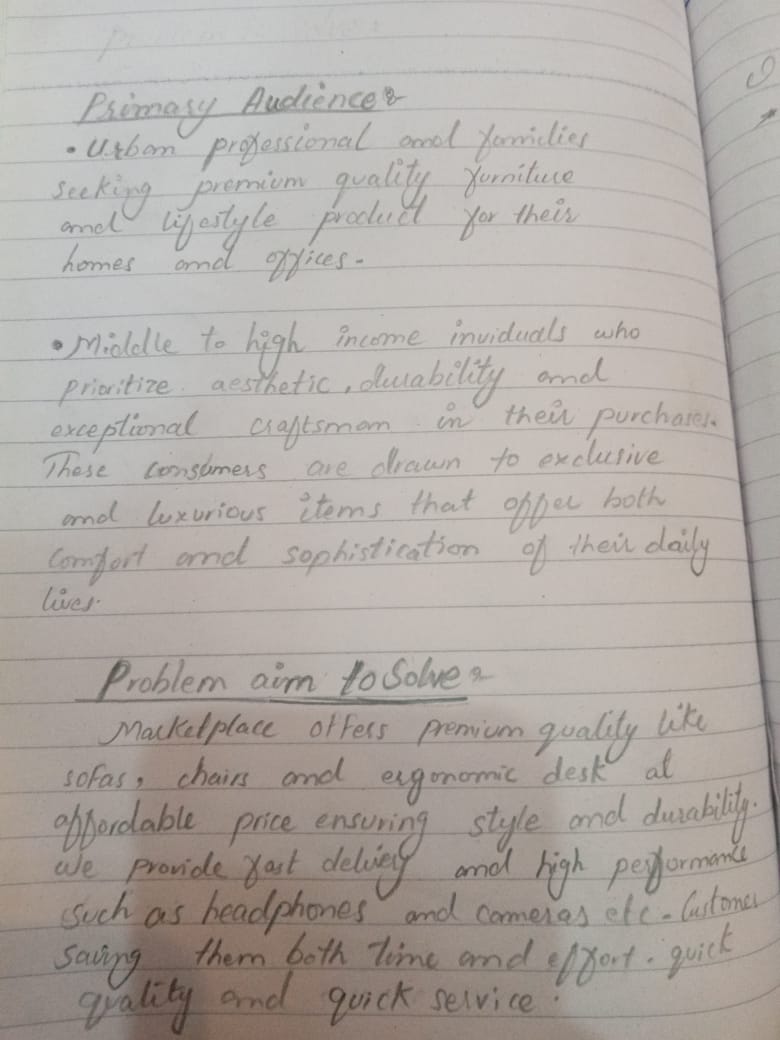 Primary Audience:
• Urban professional and families
seeking premium quality furniture
and lifestyle product for their
homes and offices.
• Middle to high income inviduals who
prioritize aesthetic, durability and
exceptional craftsman in their purchases.
These consumers are drawn to exclusive
and luxurious items that offer both
comfort and sophistication of their daily
lives.
Problem aim to Solve:
Marketplace offers premium quality like
sofas, chairs and ergonomic desk at
affordable price ensuring style and durability.
We provide fast delivery and high performance
such as headphones and cameras etc. Customer
saving them both time and effort. quick
quality and quick service.